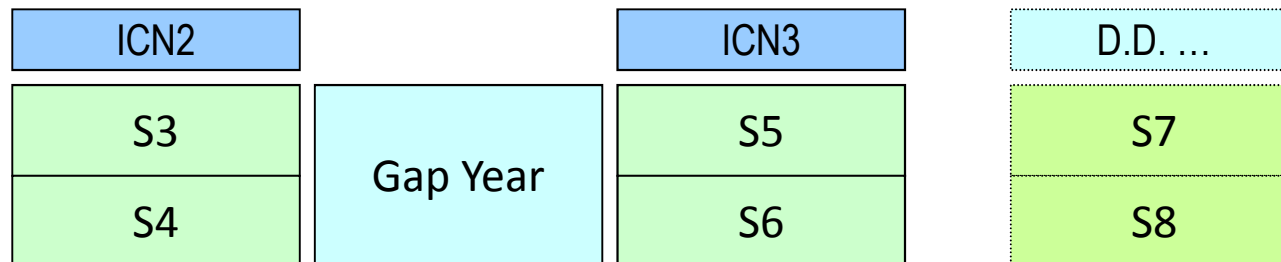 ICN2
ICN3
D.D. ...
S3
Gap Year
S5
S7
S4
S6
S8